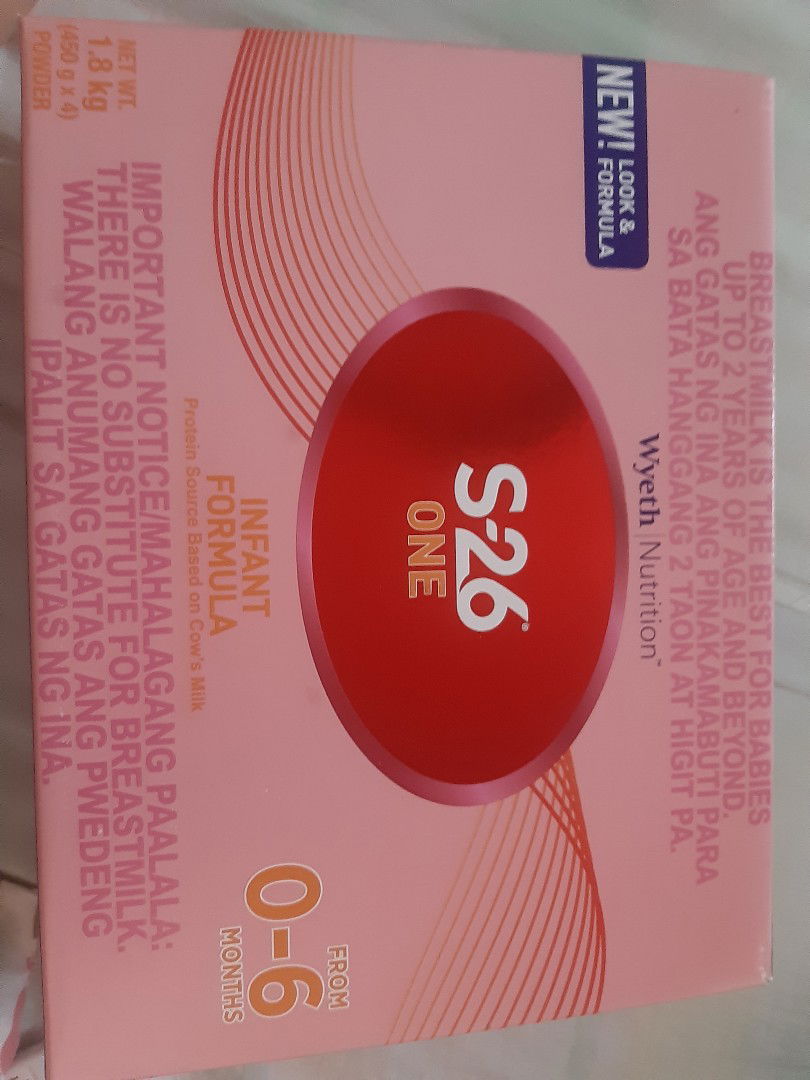 BREASTMILK IS THE BEST FOR BABIES
UP TO 2 YEARS OF AGE AND BEYOND.
ANG GATAS NG INA ANG PINAKAMABUTI PARA
SA BATA HANGGANG 2 TAON AT HIGIT PA.
NEW! LOOK &
FORMULA
Wyeth | Nutrition™
S-26®
ONE
INFANT
FORMULA
Protein Source Based on Cow's Milk
FROM
0-6
MONTHS
IMPORTANT NOTICE/MAHALAGANG PAALALA:
THERE IS NO SUBSTITUTE FOR BREASTMILK.
WALANG ANUMANG GATAS ANG PWEDENG
IPALIT SA GATAS NG INA.
NET WT.
1.8 kg
(450 g x 4)
POWDER